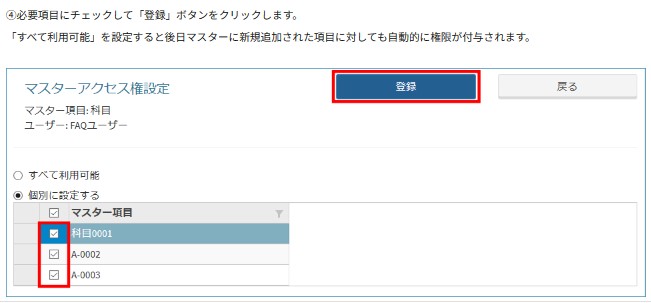 ④必要項目にチェックして「登録」ボタンをクリックします。
「すべて利用可能」を設定すると後日マスターに新規追加された項目に対しても自動的に権限が付与されます。
マスターアクセス権設定
登録
戻る
マスター項目: 科目
ユーザー: FAQユーザー
すべて利用可能
個別に設定する
マスター項目
科目0001
A-0002
A-0003